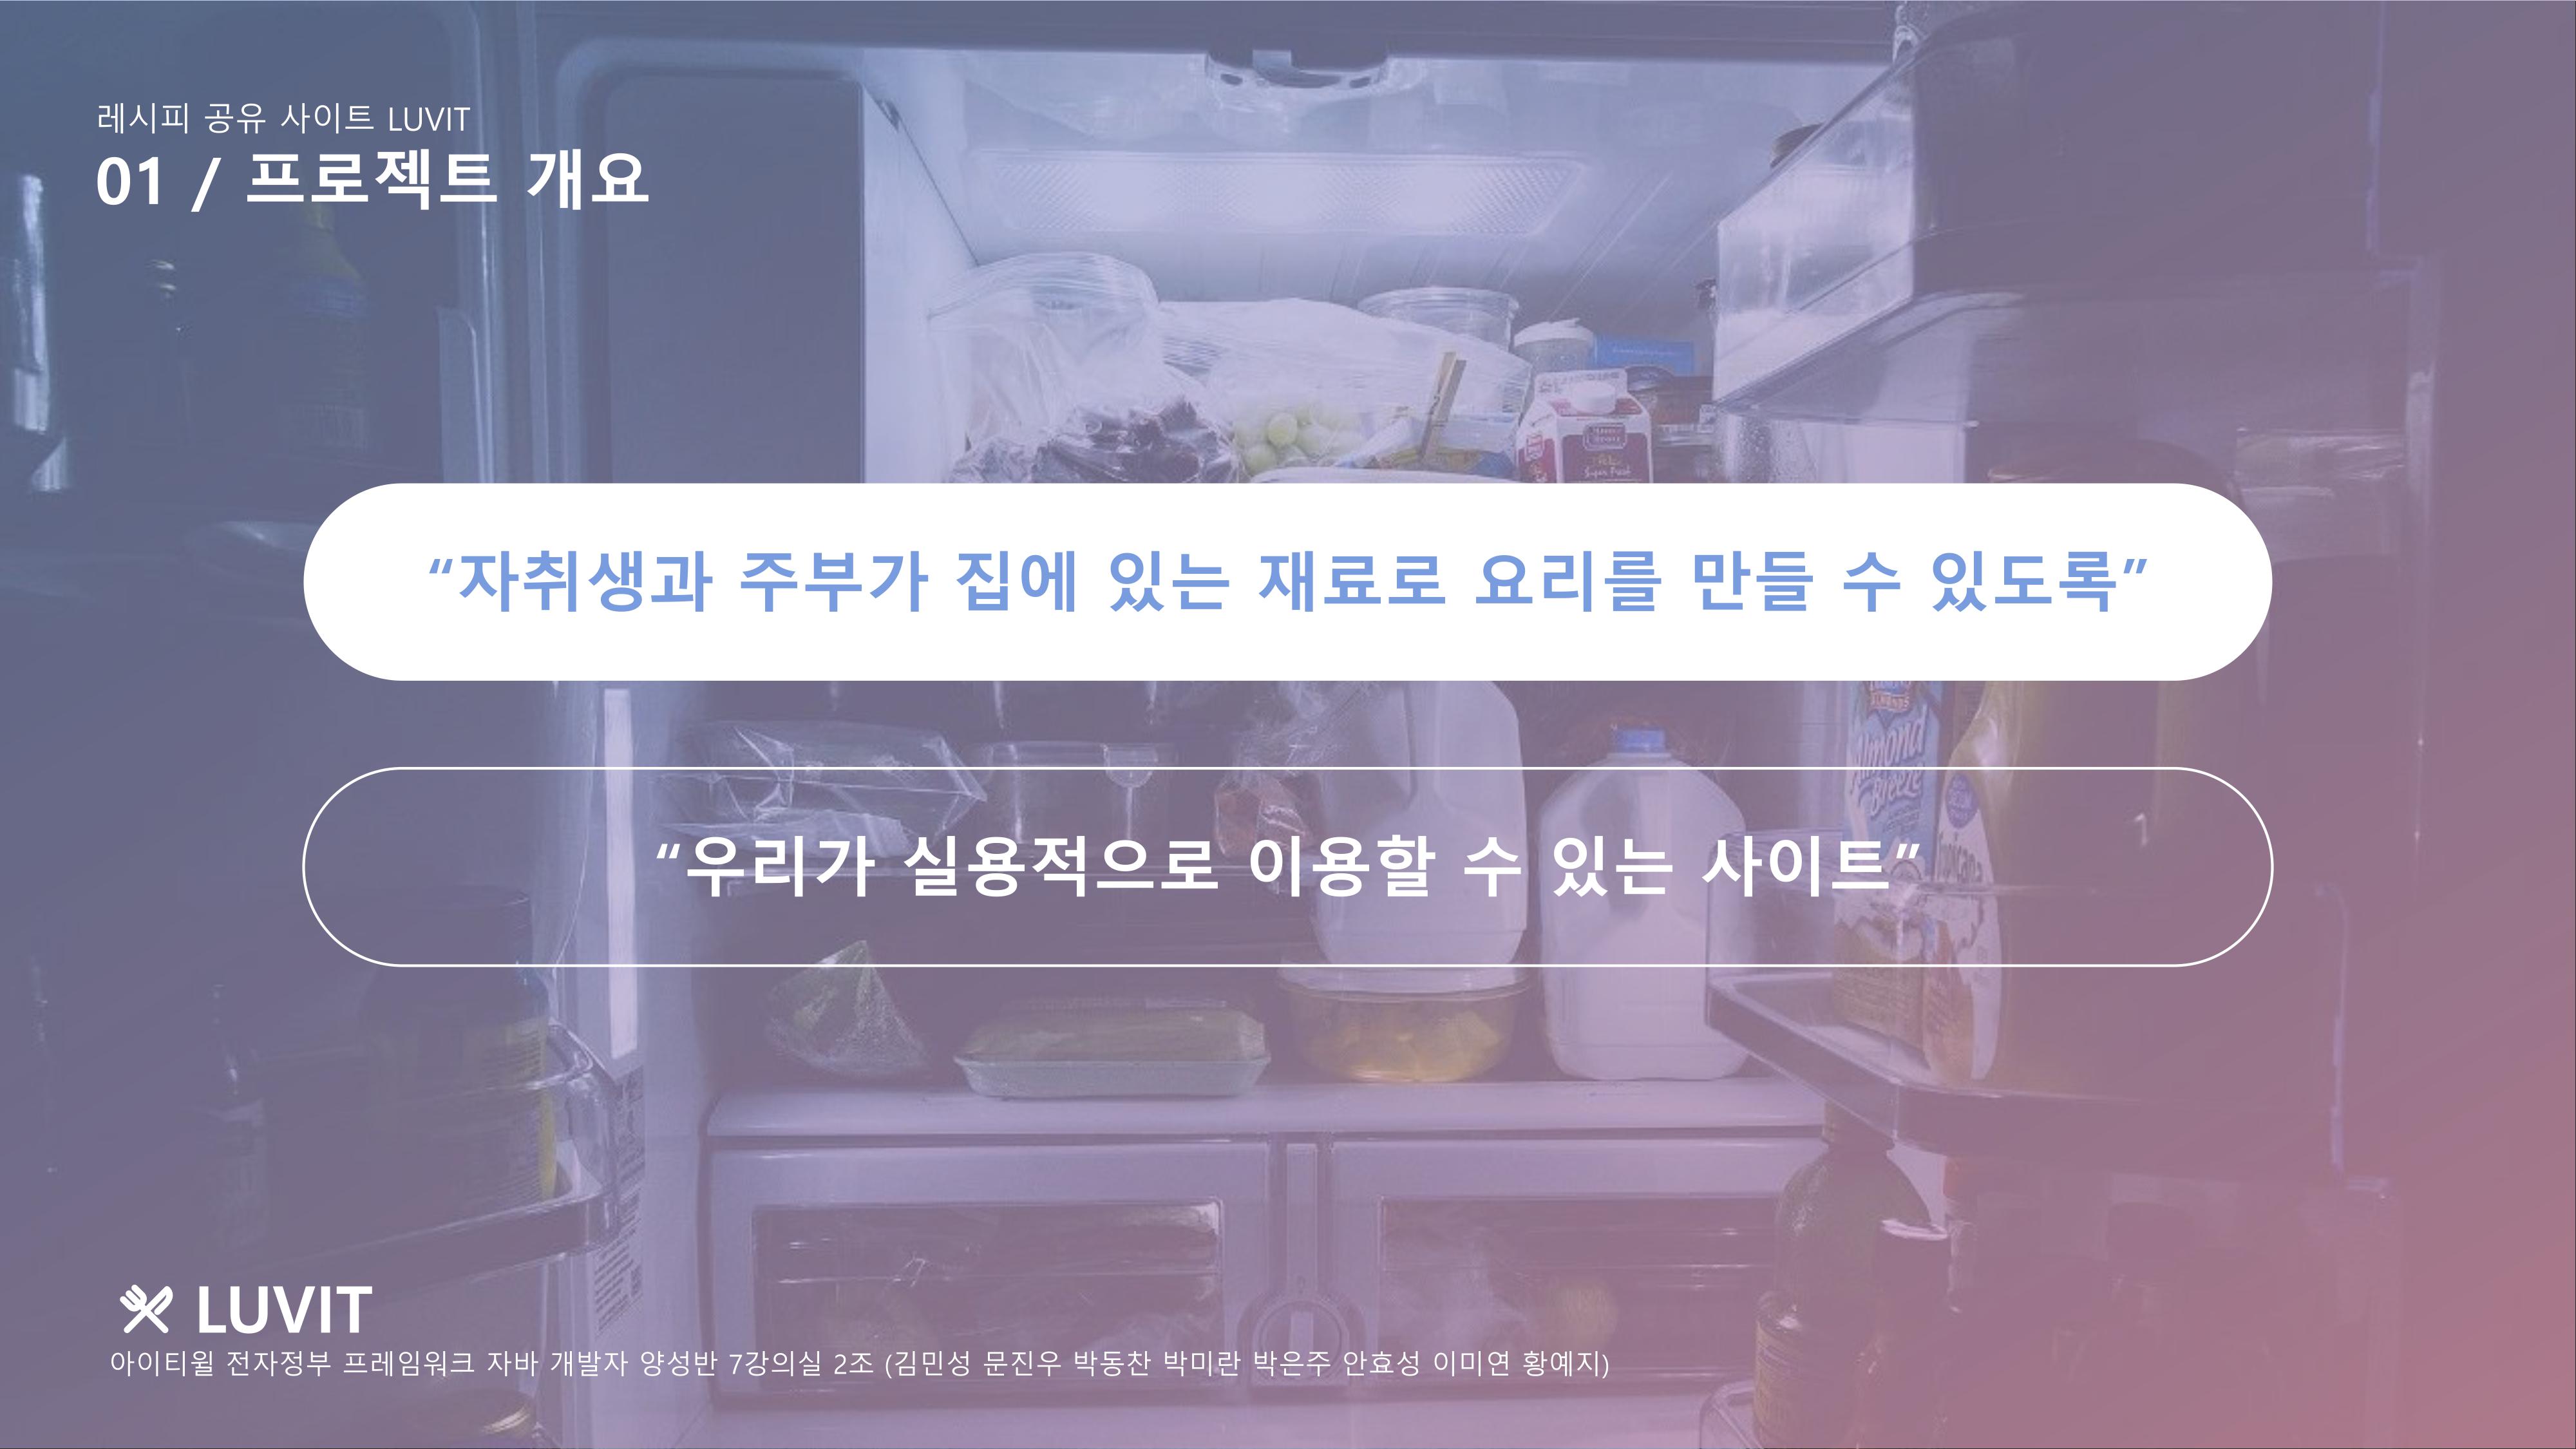 레시피 공유 사이트 LUVIT
01 / 프로젝트 개요
“자취생과 주부가 집에 있는 재료로 요리를 만들 수 있도록”
“우리가 실용적으로 이용할 수 있는 사이트”
Almond
Breeze
LUVIT
아이티윌 전자정부 프레임워크 자바 개발자 양성반 7강의실 2조 (김민성 문진우 박동찬 박미란 박은주 안효성 이미연 황예지)